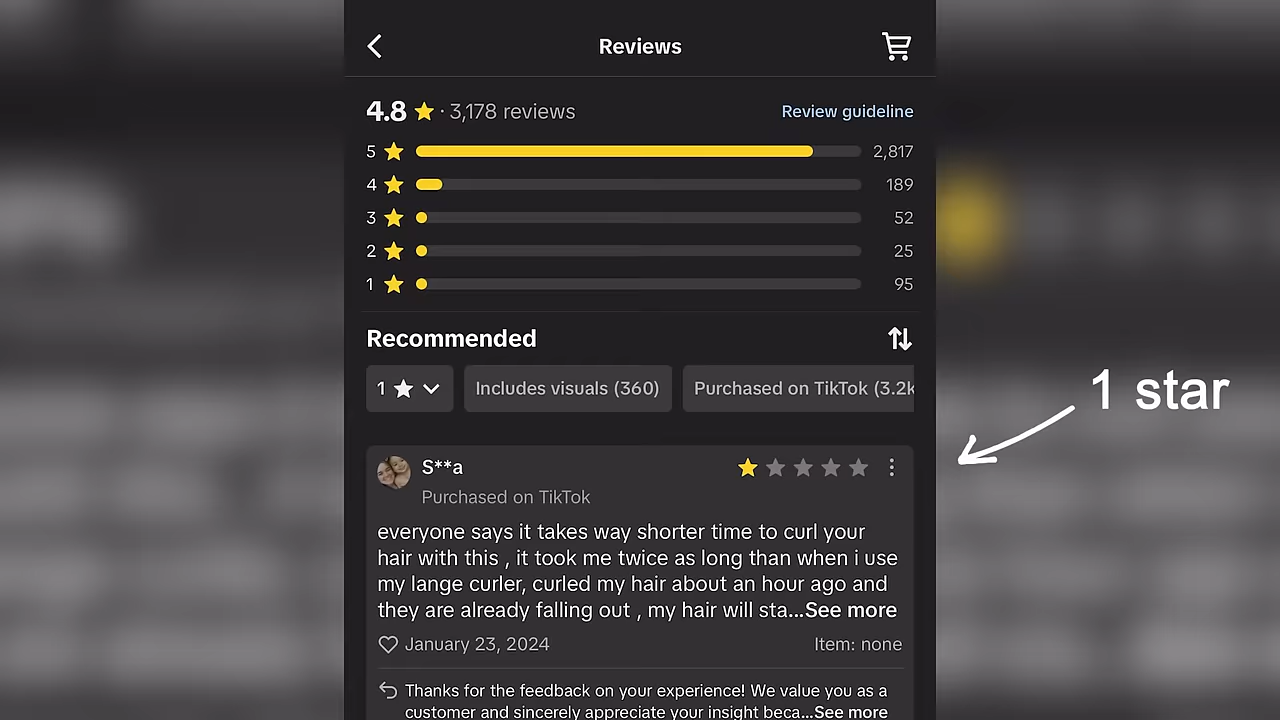 Reviews
4.8 · 3,178 reviews
Review guideline
5 2,817
4 189
3 52
2 25
1 95
Recommended
1 Includes visuals (360) Purchased on TikTok (3.2k
1 star
S**a
Purchased on TikTok
everyone says it takes way shorter time to curl your
hair with this , it took me twice as long than when i use
my lange curler, curled my hair about an hour ago and
they are already falling out , my hair will sta...See more
January 23, 2024 Item: none
Thanks for the feedback on your experience! We value you as a
customer and sincerely appreciate your insight beca...See more